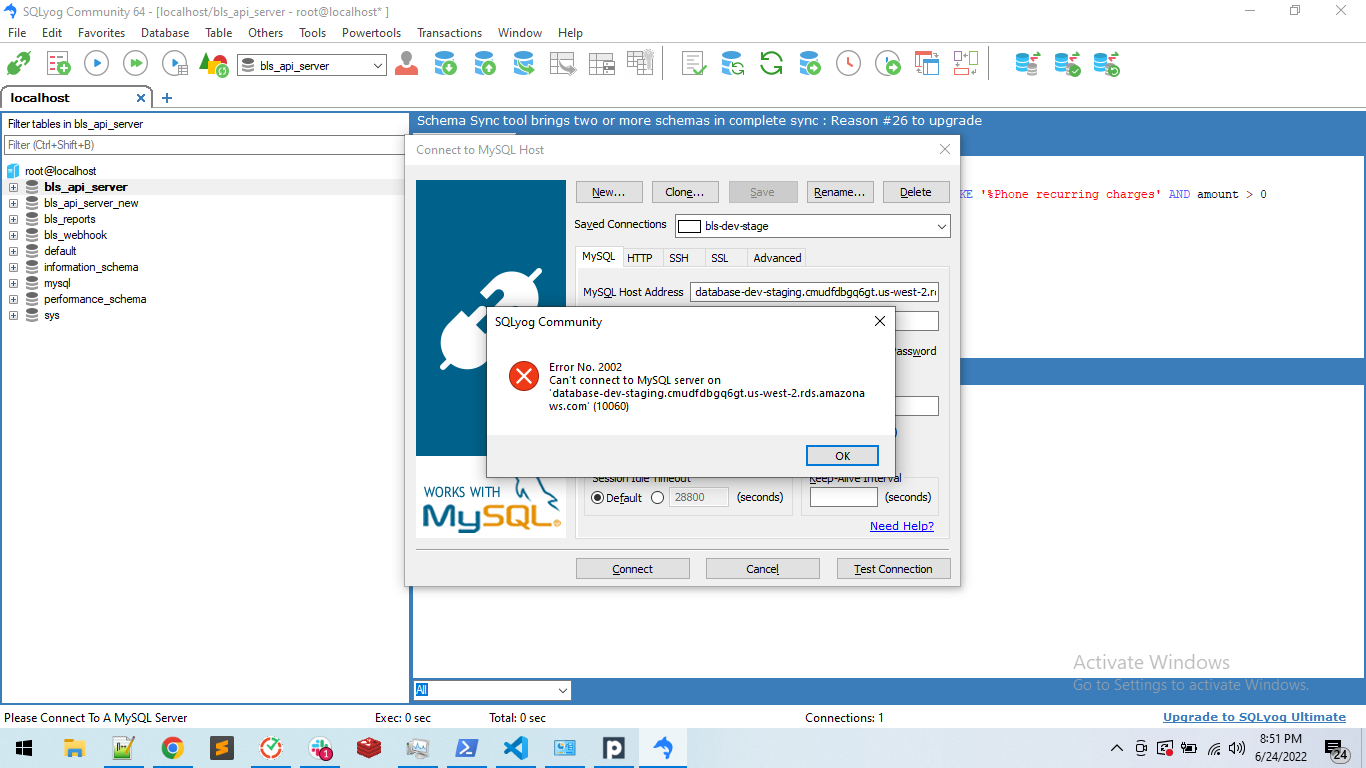 SQLyog Community 64 - [localhost/bls_api_server - root@localhost* ]
File Edit Favorites Database Table Others Tools Powertools Transactions Window Help
bls_api_server
localhost
Filter tables in bls_api_server
Filter (Ctrl+Shift+B)
root@localhost
bls_api_server
bls_api_server_new
bls_reports
bls_webhook
default
information_schema
mysql
performance_schema
sys
Schema Sync tool brings two or more schemas in complete sync : Reason #26 to upgrade
KE '%Phone recurring charges' AND amount > 0
Connect to MySQL Host
New... Clone... Save Rename... Delete
Saved Connections bls-dev-stage
MySQL HTTP SSH SSL Advanced
MySQL Host Address database-dev-staging.cmudfdbgq6gt.us-west-2.r
Password
SQLyog Community
Error No. 2002
Can't connect to MySQL server on
'database-dev-staging.cmudfdbgq6gt.us-west-2.rds.amazona
ws.com' (10060)
OK
Session Idle Timeout
Default 28800 (seconds)
Keep-Alive Interval
(seconds)
Need Help?
WORKS WITH
MySQL®
Connect Cancel Test Connection
All
Activate Windows
Go to Settings to activate Windows.
Please Connect To A MySQL Server Exec: 0 sec Total: 0 sec Connections: 1 Upgrade to SQLyog Ultimate
1
8:51 PM
6/24/2022
24